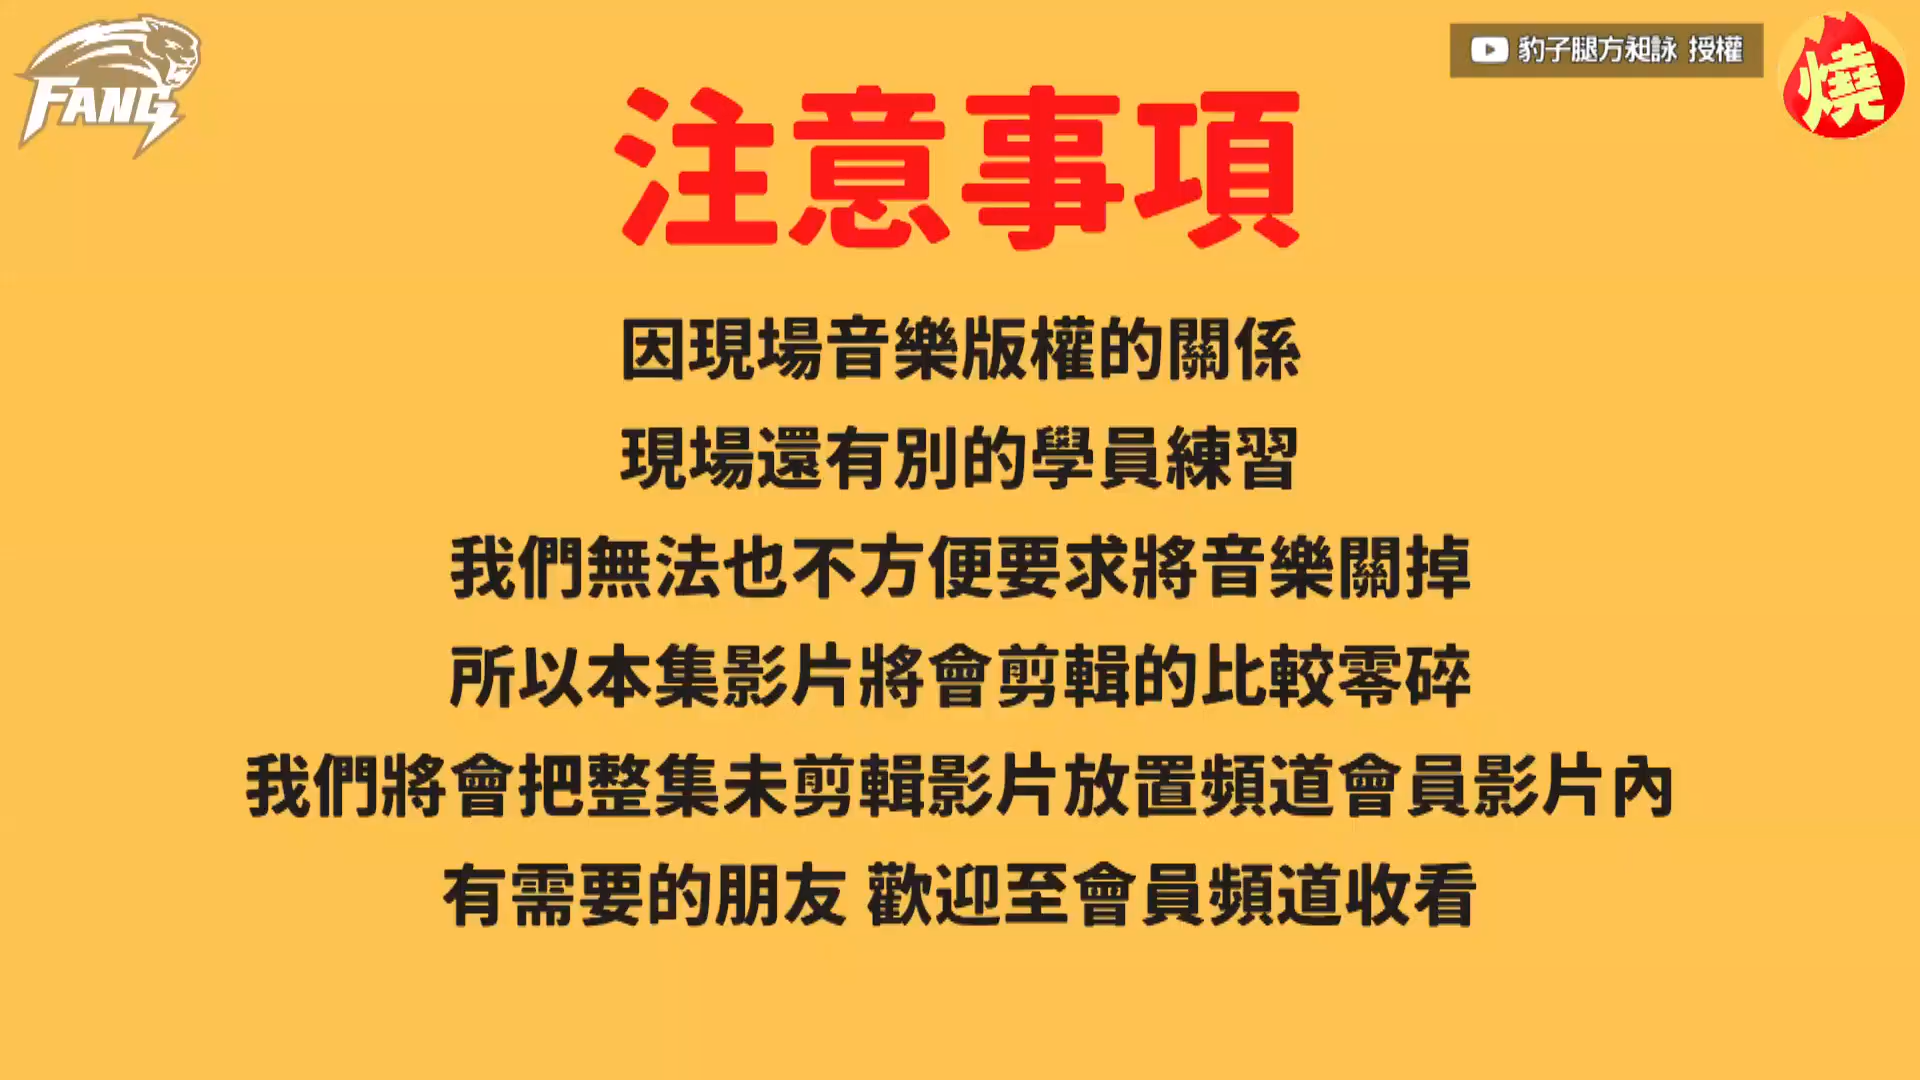 FANG
豹子腿方昶詠 授權
燒
注意事項
因現場音樂版權的關係
現場還有別的學員練習
我們無法也不方便要求將音樂關掉
所以本集影片將會剪輯的比較零碎
我們將會把整集未剪輯影片放置頻道會員影片內
有需要的朋友 歡迎至會員頻道收看